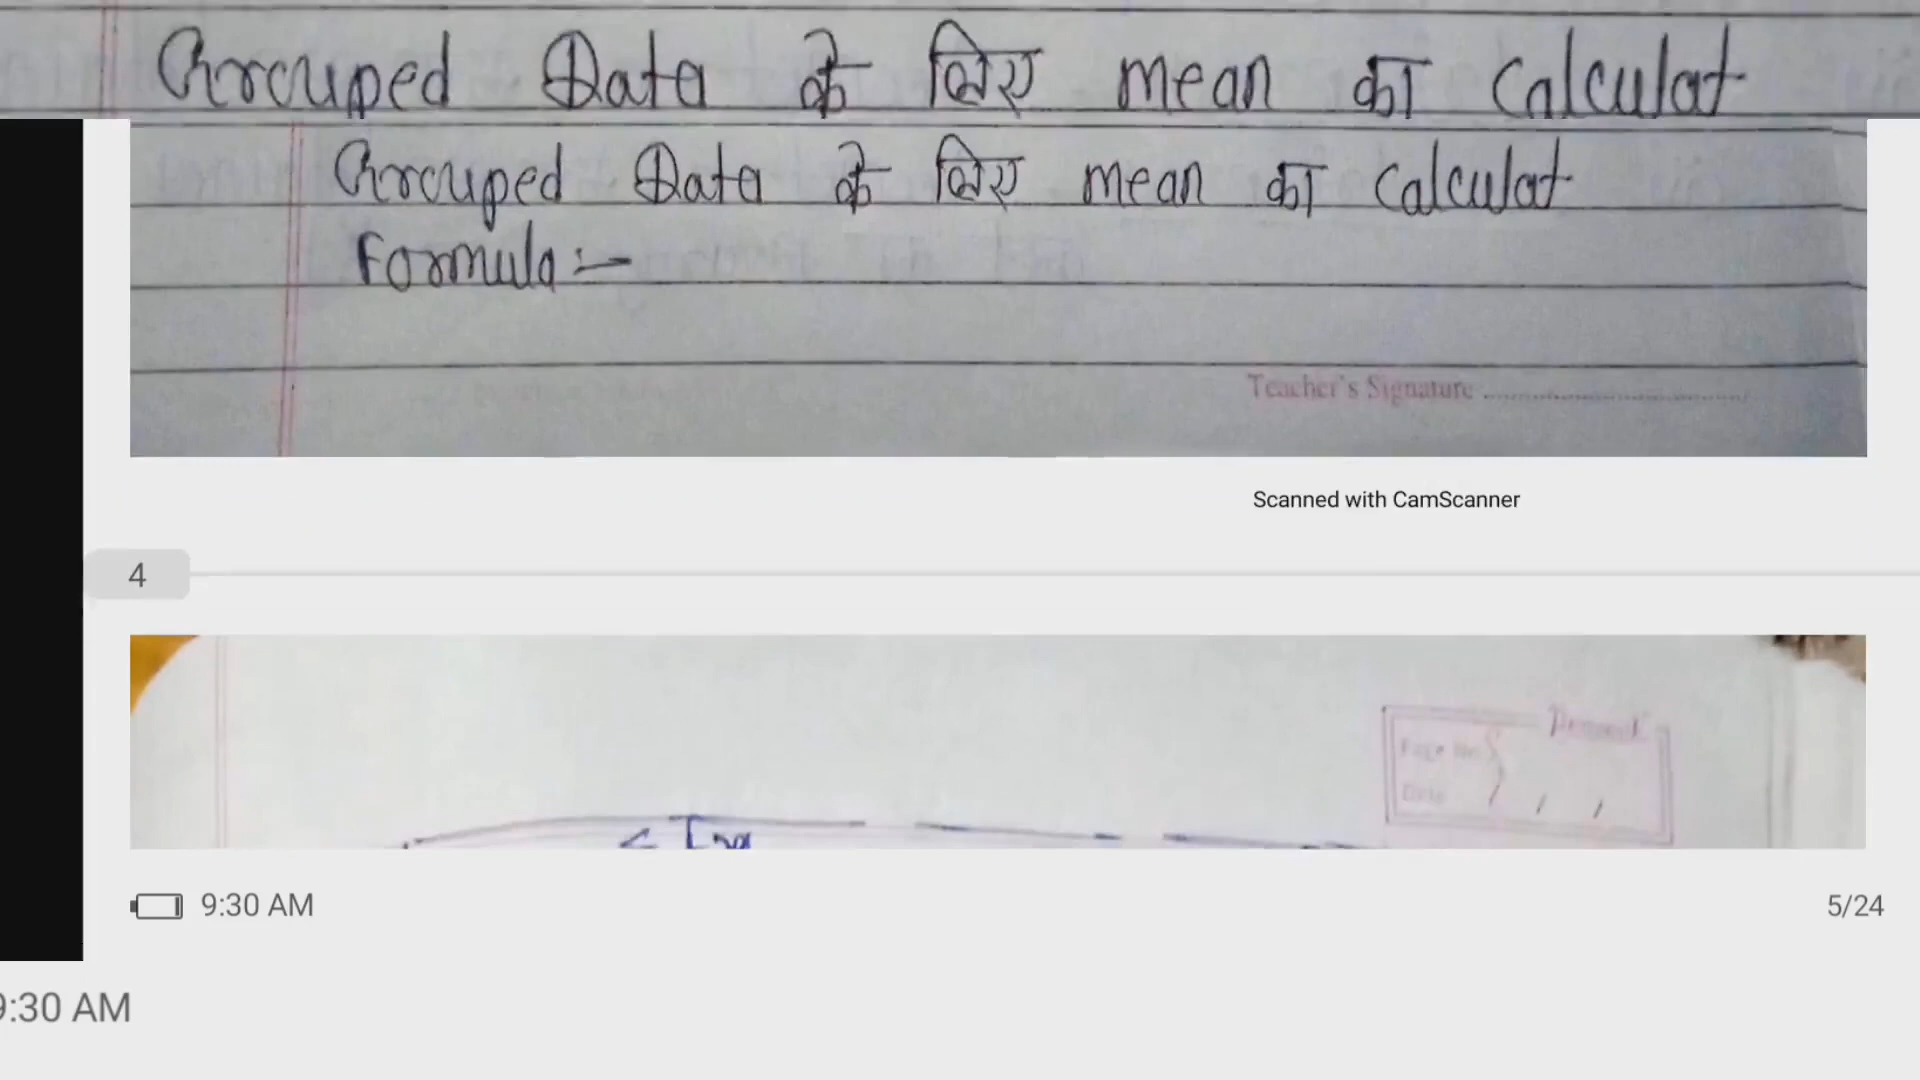 Grouped Data के लिए mean का Calculat
Grouped Data के लिए mean का Calculat
Formula :-
Teacher's Signature
Scanned with CamScanner
4
Date
9:30 AM
5/24
9:30 AM